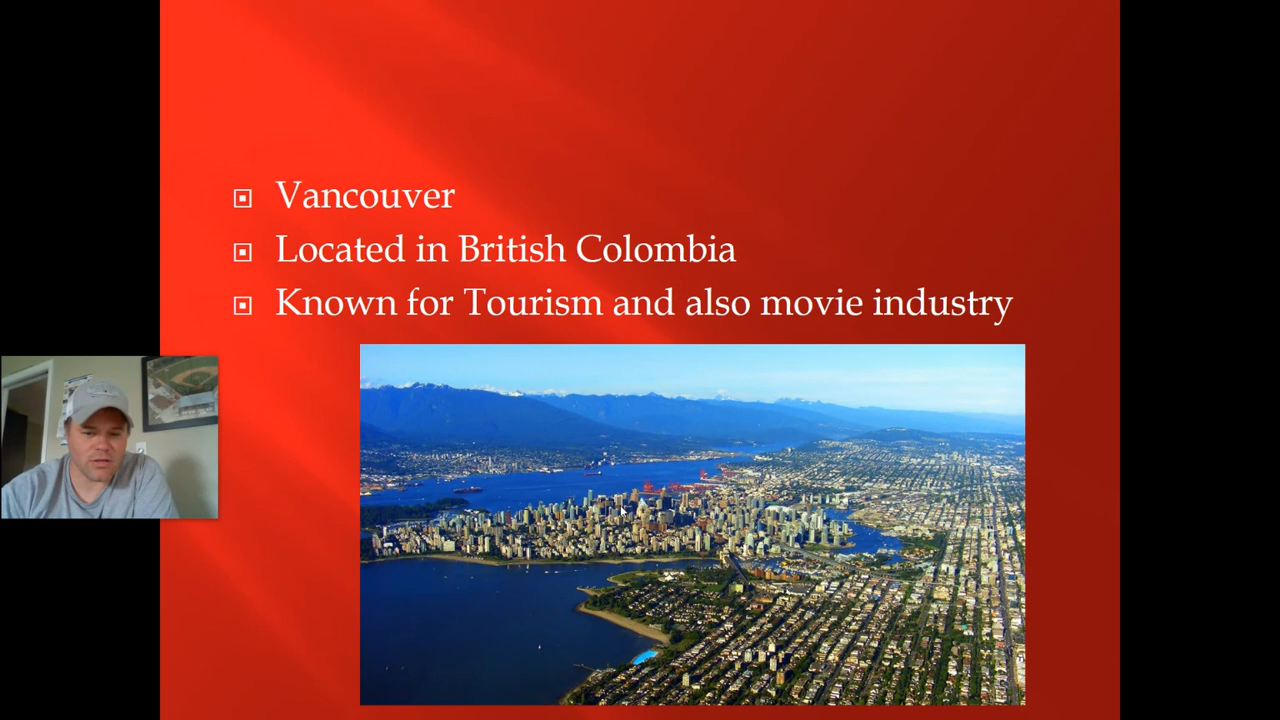 Vancouver
Located in British Colombia
Known for Tourism and also movie industry